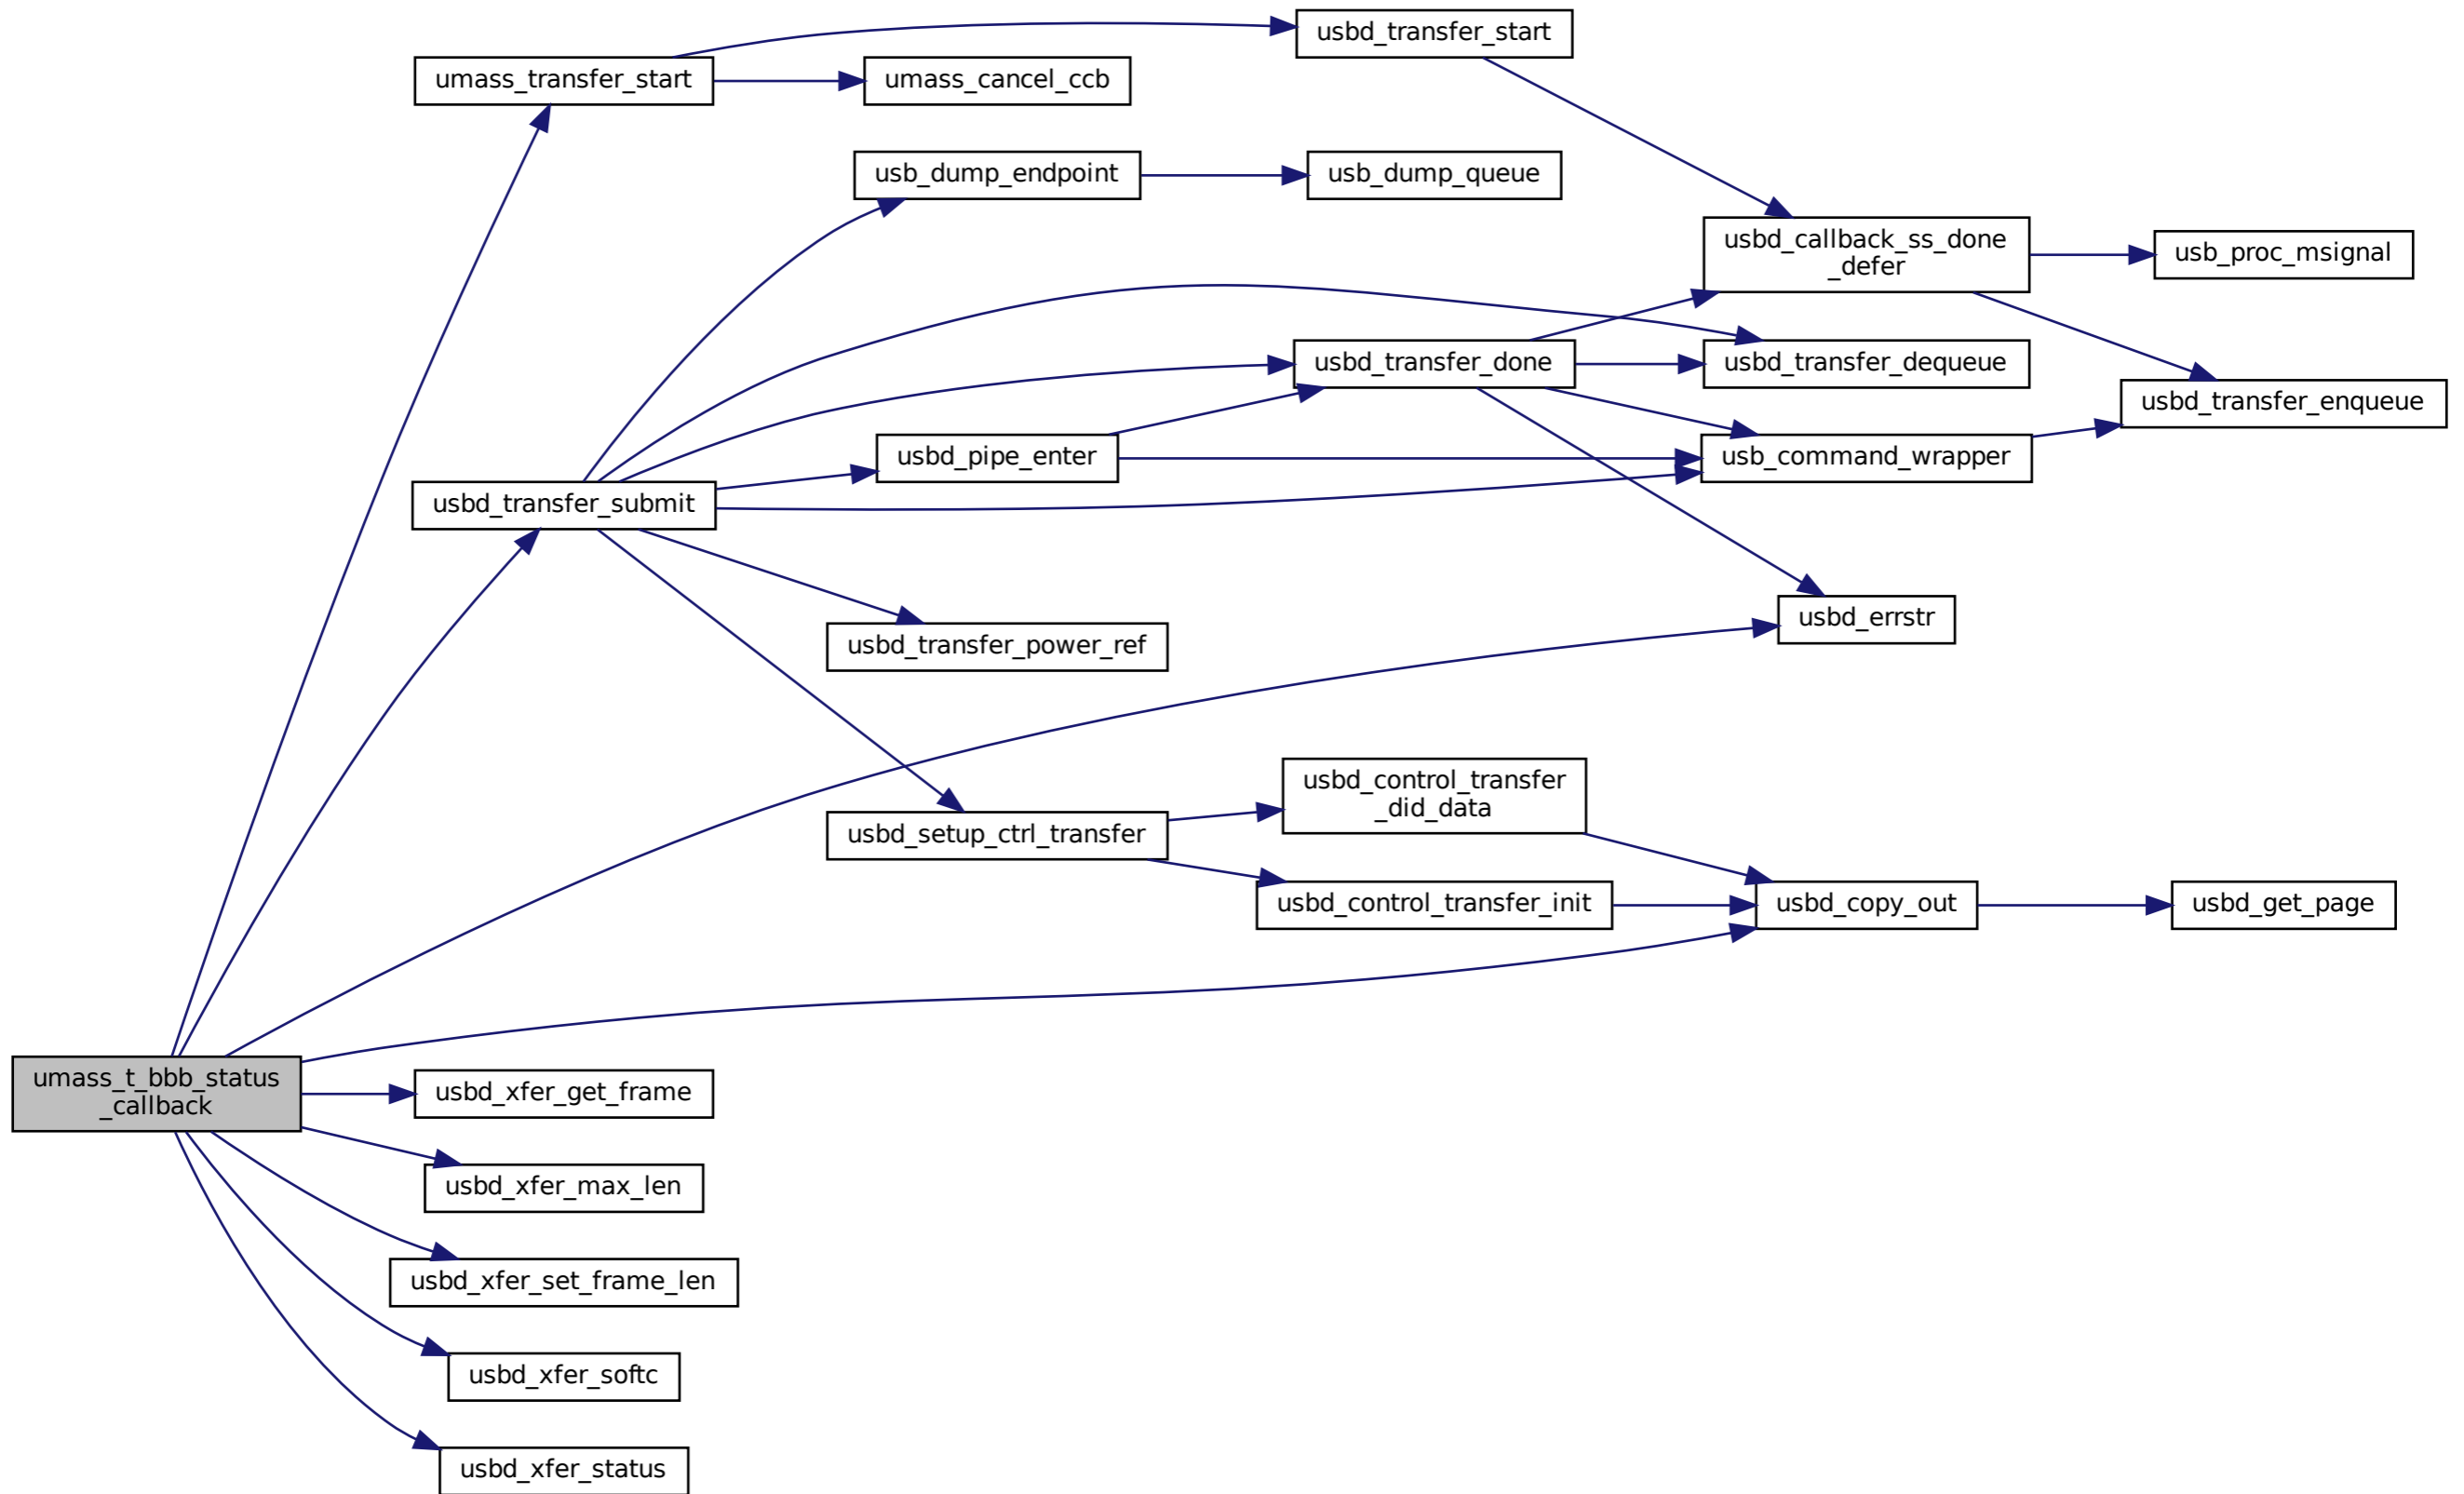 usbd_transfer_start
umass_transfer_start
umass_cancel_ccb
usb_dump_endpoint
usb_dump_queue
usbd_callback_ss_done
_defer
usb_proc_msignal
usbd_transfer_done
usbd_transfer_dequeue
usbd_transfer_enqueue
usbd_pipe_enter
usb_command_wrapper
usbd_transfer_submit
usbd_errstr
usbd_transfer_power_ref
usbd_control_transfer
_did_data
usbd_setup_ctrl_transfer
usbd_control_transfer_init
usbd_copy_out
usbd_get_page
umass_t_bbb_status
_callback
usbd_xfer_get_frame
usbd_xfer_max_len
usbd_xfer_set_frame_len
usbd_xfer_softc
usbd_xfer_status